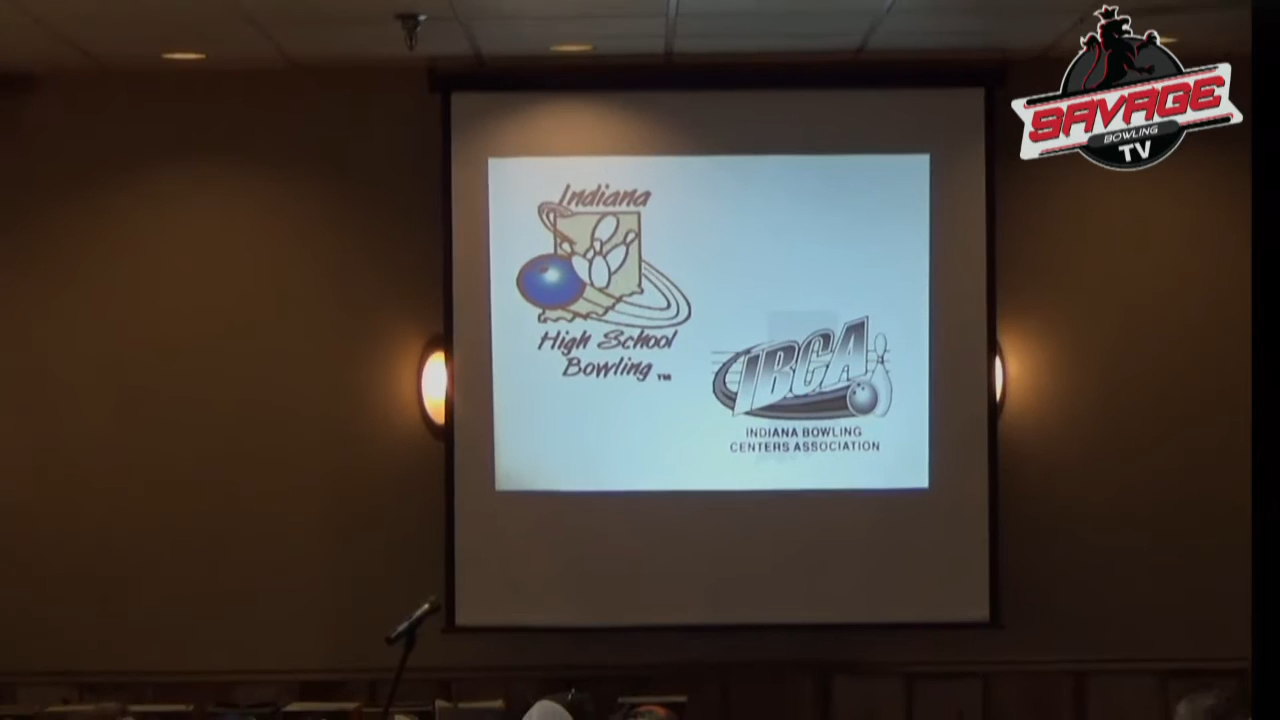 SAVAGE
BOWLING
TV
Indiana
High School
Bowling ™
IBCA
INDIANA BOWLING
CENTERS ASSOCIATION